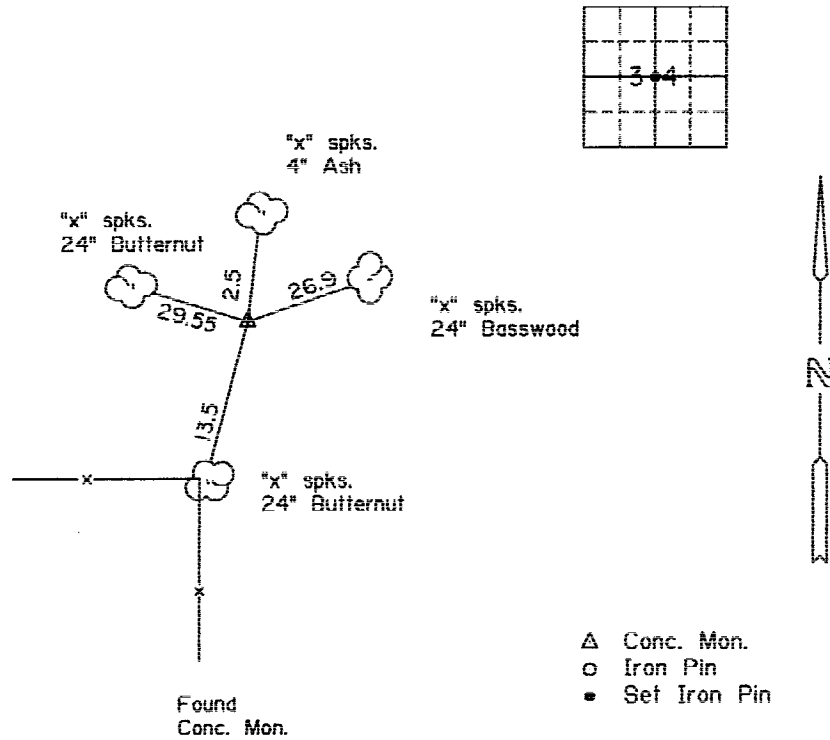 3 4
"x" spks.
4" Ash
"x" spks.
24" Butternut
2.5
26.9
29.55
"x" spks.
24" Basswood
13.5
"x" spks.
24" Butternut
x
x
N
Conc. Mon.
Iron Pin
Set Iron Pin
Found
Conc. Mon.